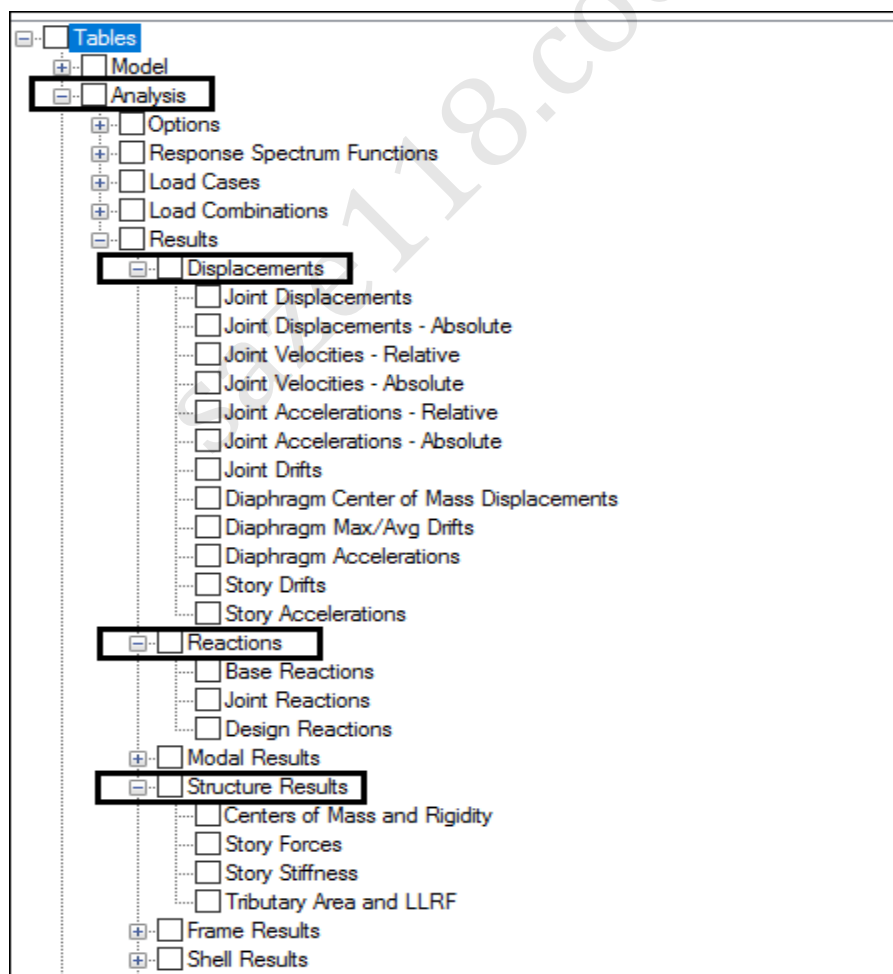 Tables
Model
Analysis
Options
Response Spectrum Functions
Load Cases
Load Combinations
Results
Displacements
Joint Displacements
Joint Displacements - Absolute
Joint Velocities - Relative
Joint Velocities - Absolute
Joint Accelerations - Relative
Joint Accelerations - Absolute
Joint Drifts
Diaphragm Center of Mass Displacements
Diaphragm Max/Avg Drifts
Diaphragm Accelerations
Story Drifts
Story Accelerations
Reactions
Base Reactions
Joint Reactions
Design Reactions
Modal Results
Structure Results
Centers of Mass and Rigidity
Story Forces
Story Stiffness
Tributary Area and LLRF
Frame Results
Shell Results